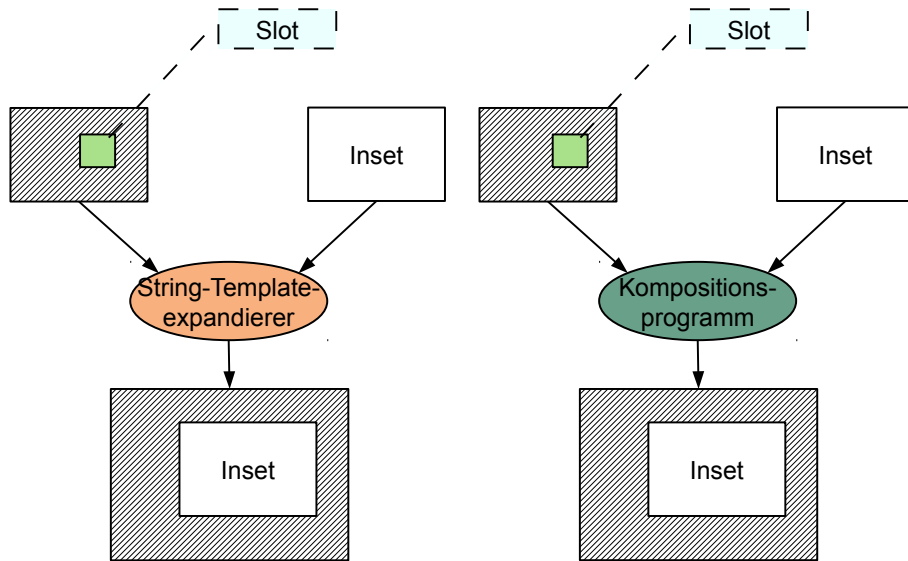 Slot
Slot
Inset
Inset
String-Template-
expandierer
Kompositions-
programm
Inset
Inset